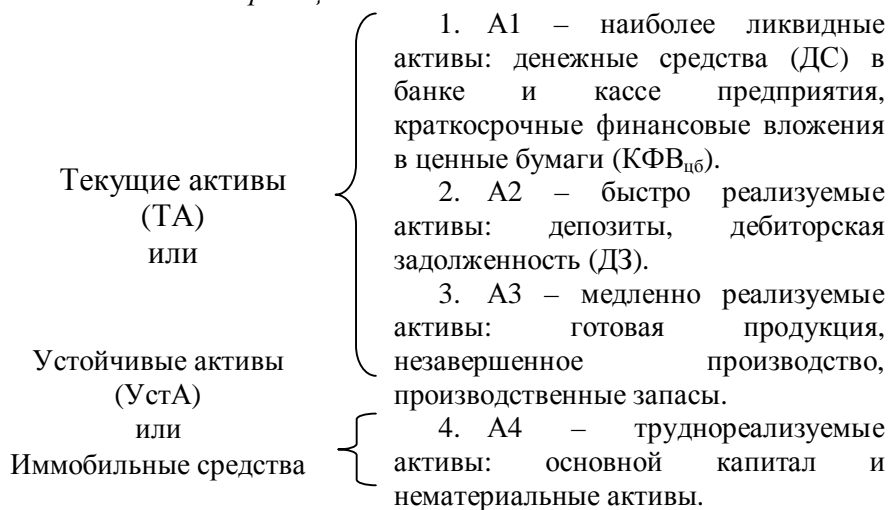 1. А1 – наиболее ликвидные
активы: денежные средства (ДС) в
банке и кассе предприятия,
краткосрочные финансовые вложения
в ценные бумаги (КФВцб).
Текущие активы
(ТА)
или
2. А2 – быстро реализуемые
активы: депозиты, дебиторская
задолженность (ДЗ).
3. А3 – медленно реализуемые
активы: готовая продукция,
незавершенное производство,
производственные запасы.
Устойчивые активы
(УстА)
или
Иммобильные средства
4. А4 – труднореализуемые
активы: основной капитал и
нематериальные активы.